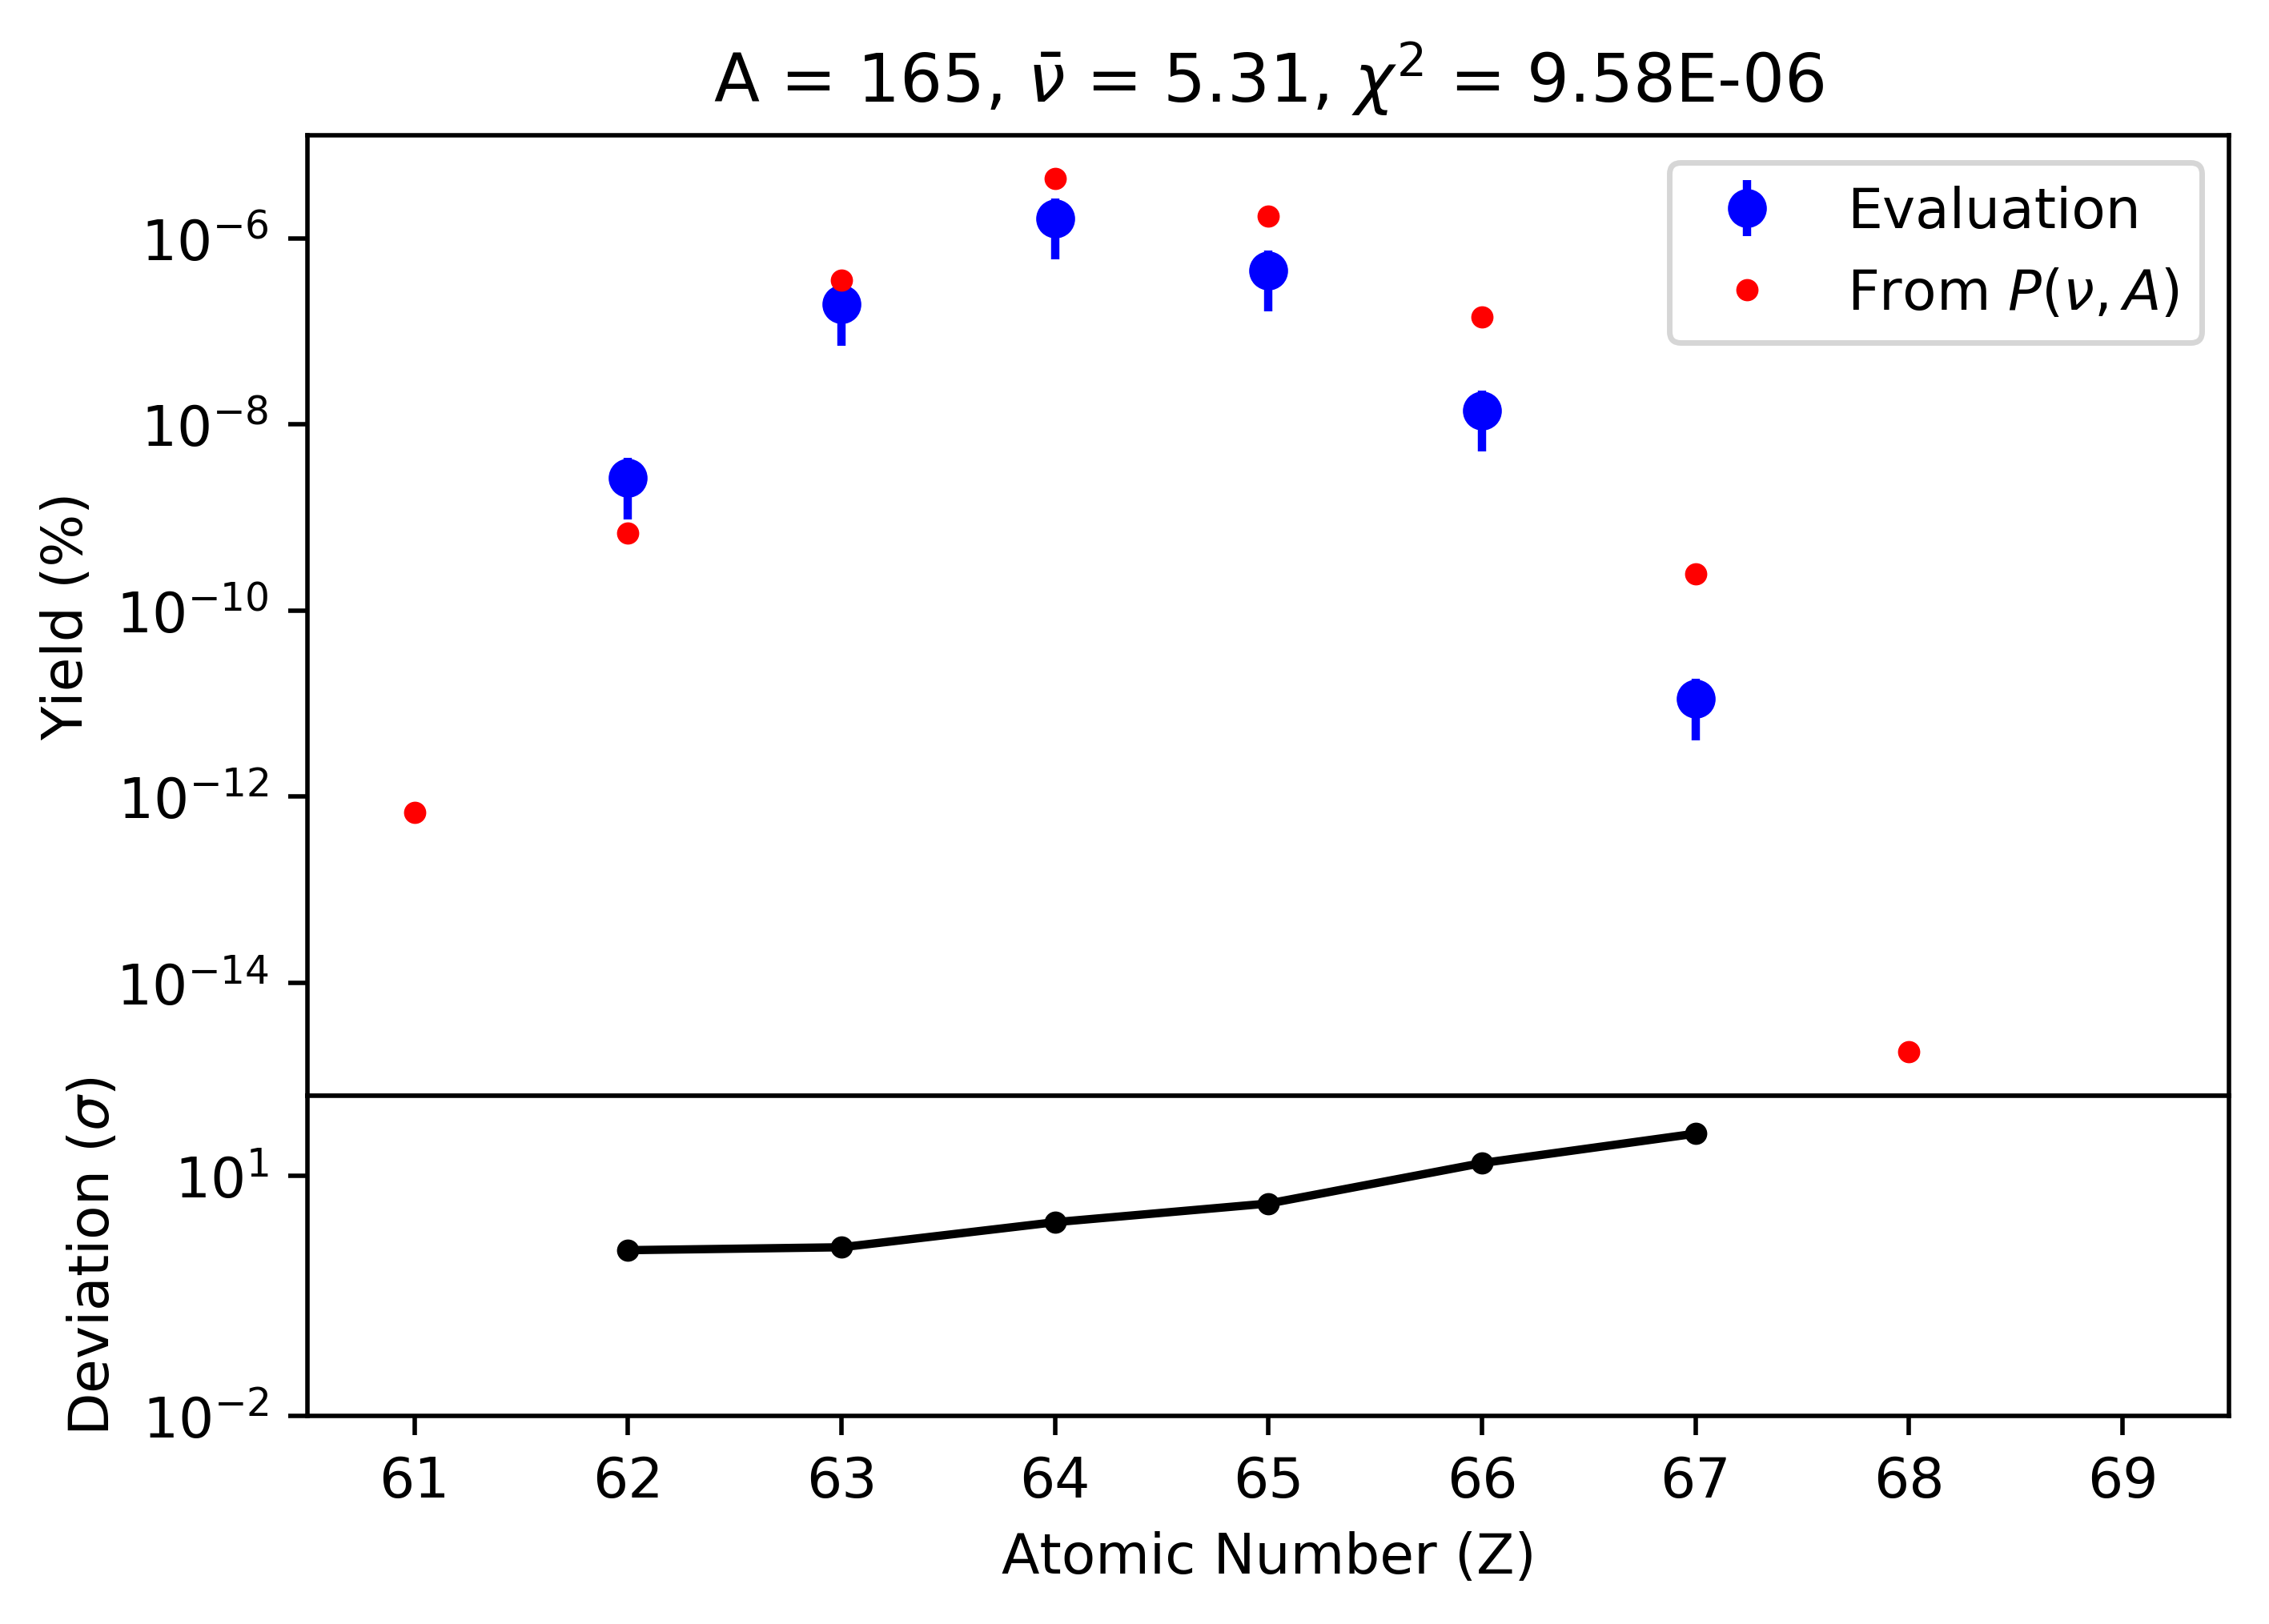 A = 165, ν̄ = 5.31, χ² = 9.58E-06
Evaluation
From P(ν, A)
Yield (%)
10⁻⁶
10⁻⁸
10⁻¹⁰
10⁻¹²
10⁻¹⁴
Deviation (σ)
10¹
10⁻²
61 62 63 64 65 66 67 68 69
Atomic Number (Z)